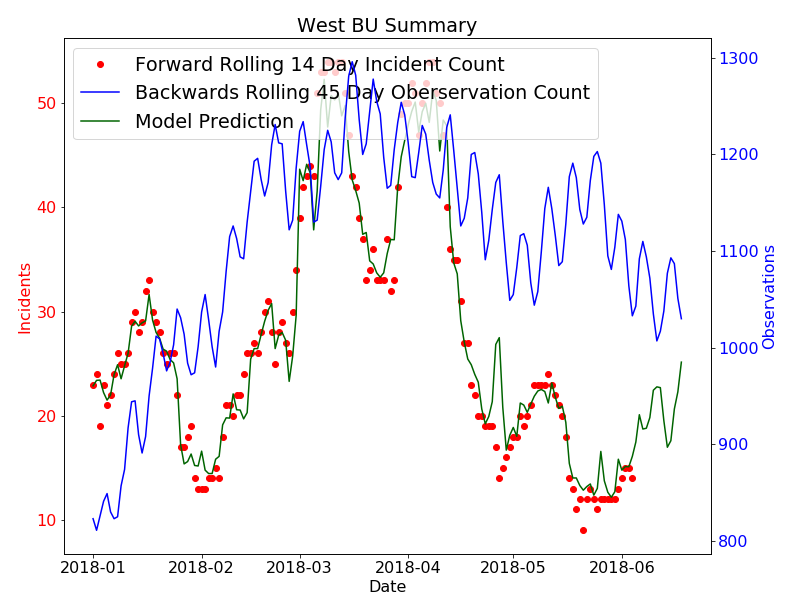 West BU Summary
Forward Rolling 14 Day Incident Count
Backwards Rolling 45 Day Oberservation Count
Model Prediction
50
40
30
20
10
Incidents
1300
1200
1100
1000
900
800
Observations
2018-01 2018-02 2018-03 2018-04 2018-05 2018-06
Date